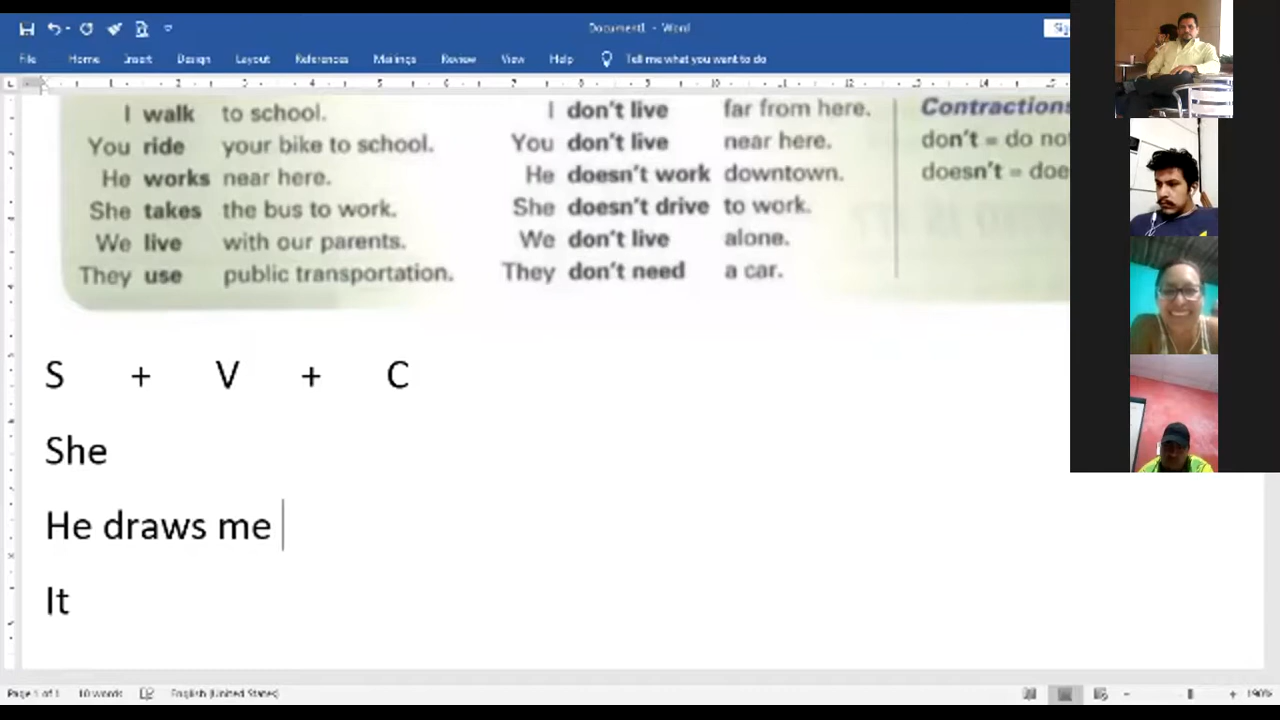 Document1 - Word
File Home Insert Design Layout References Mailings Review View Help Tell me what you want to do
I walk to school. I don't live far from here. Contractions
You ride your bike to school. You don't live near here. don't = do no
He works near here. He doesn't work downtown. doesn't = doe
She takes the bus to work. She doesn't drive to work.
We live with our parents. We don't live alone.
They use public transportation. They don't need a car.
S + V + C
She
He draws me
It
Page 1 of 1 10 words English (United States) 190%